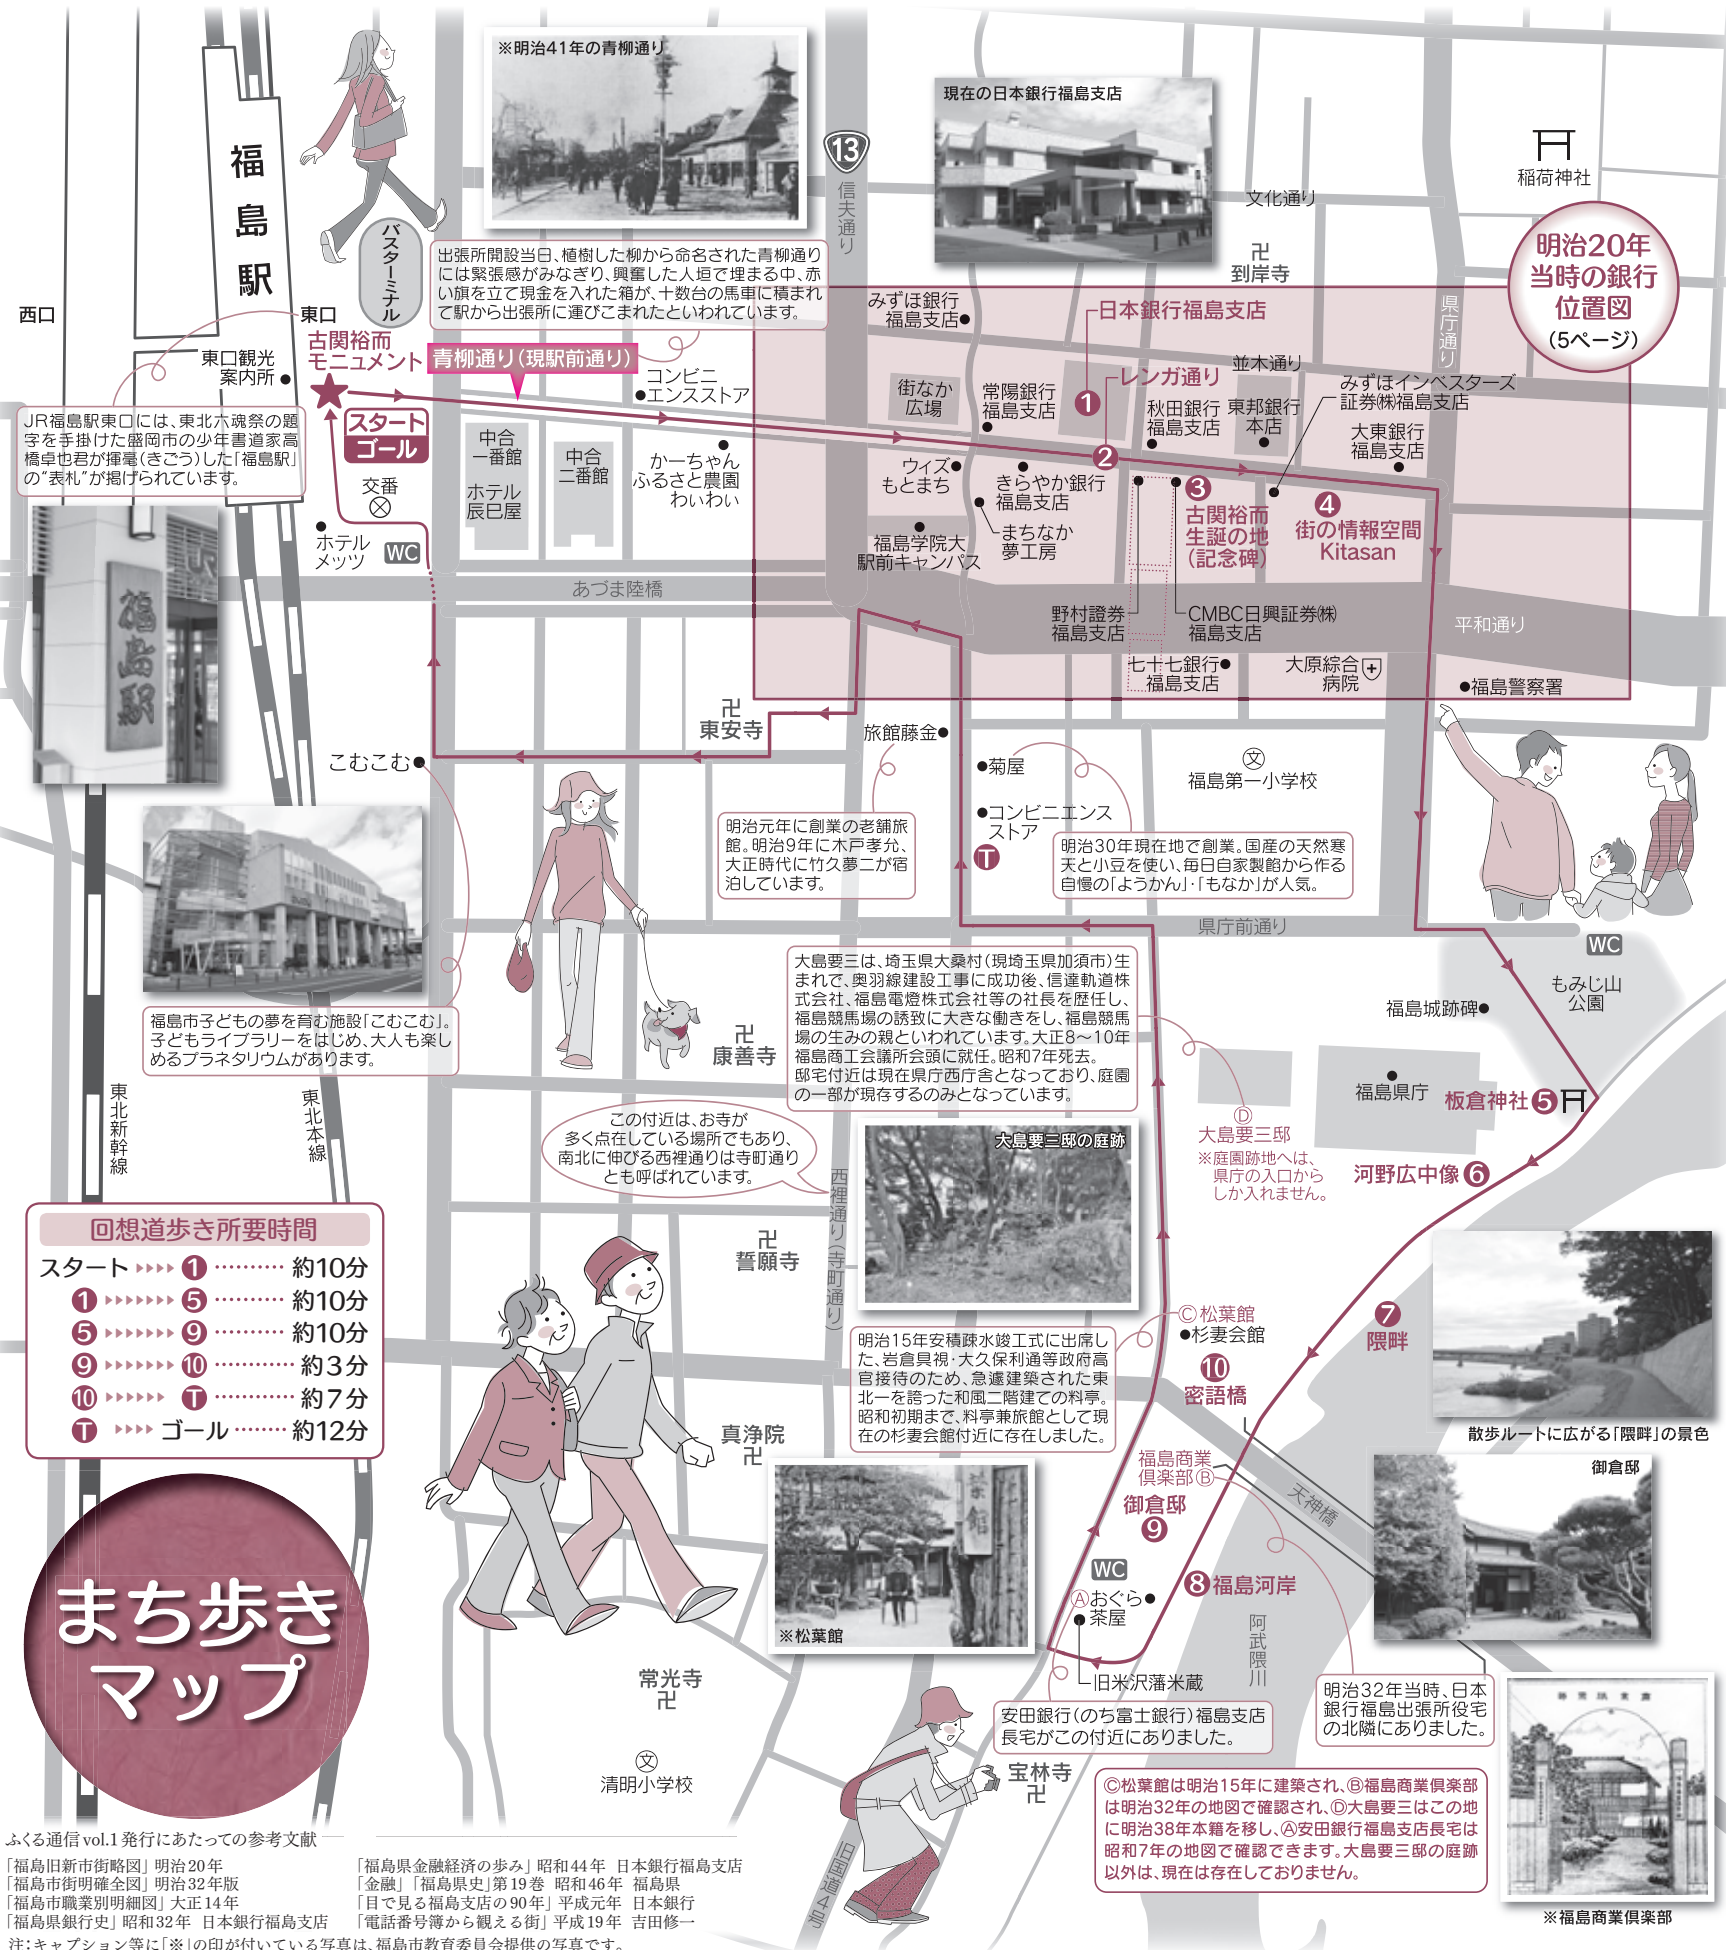 ※明治41年の青柳通り
現在の日本銀行福島支店
13
信夫通り
福島駅
バスターミナル
西口
東口
稲荷神社
文化通り
卍
到岸寺
県庁通り
明治20年
当時の銀行
位置図
(5ページ)
出張所開設当日、植樹した柳から命名された青柳通り
には緊張感がみなぎり、興奮した人垣で埋まる中、赤
い旗を立て現金を入れた箱が、十数台の馬車に積まれ
て駅から出張所に運びこまれたといわれています。
古関裕而
モニュメント
青柳通り(現駅前通り)
東口観光
案内所
スタート
ゴール
JR福島駅東口には、東北六魂祭の題
字を手掛けた盛岡市の少年書道家高
橋卓也君が揮毫(きごう)した「福島駅」
の“表札”が掲げられています。
福島駅
交番
ホテル
メッツ
WC
中合
一番館
ホテル
辰巳屋
中合
二番館
コンビニ
エンスストア
かーちゃん
ふるさと農園
わいわい
あづま陸橋
みずほ銀行
福島支店
日本銀行福島支店
レンガ通り
並木通り
みずほインベスターズ
証券㈱福島支店
街なか
広場
常陽銀行
福島支店
1
秋田銀行
福島支店
東邦銀行
本店
大東銀行
福島支店
2
ウィズ
もとまち
きらやか銀行
福島支店
まちなか
夢工房
福島学院大
駅前キャンパス
3
古関裕而
生誕の地
(記念碑)
4
街の情報空間
Kitasan
野村證券
福島支店
CMBC日興証券㈱
福島支店
平和通り
七十七銀行
福島支店
大原綜合
病院
福島警察署
卍
東安寺
旅館藤金
菊屋
文
福島第一小学校
こむこむ
コンビニエンス
ストア
T
明治元年に創業の老舗旅
館。明治9年に木戸孝允、
大正時代に竹久夢二が宿
泊しています。
明治30年現在地で創業。国産の天然寒
天と小豆を使い、毎日自家製餡から作る
自慢の「ようかん」・「もなか」が人気。
県庁前通り
WC
もみじ山
公園
福島城跡碑
福島市子どもの夢を育む施設「こむこむ」。
子どもライブラリーをはじめ、大人も楽し
めるプラネタリウムがあります。
卍
康善寺
大島要三は、埼玉県大桑村(現埼玉県加須市)生
まれで、奥羽線建設工事に成功後、信達軌道株
式会社、福島電燈株式会社等の社長を歴任し、
福島競馬場の誘致に大きな働きをし、福島競馬
場の生みの親といわれています。大正8〜10年
福島商工会議所会頭に就任。昭和7年死去。
邸宅付近は現在県庁西庁舎となっており、庭園
の一部が現存するのみとなっています。
福島県庁
板倉神社 5
Ⓓ
大島要三邸
※庭園跡地へは、
県庁の入口から
しか入れません。
河野広中像 6
東北新幹線
東北本線
この付近は、お寺が
多く点在している場所でもあり、
南北に伸びる西裡通りは寺町通り
とも呼ばれています。
大島要三邸の庭跡
西裡通り(寺町通り)
卍
誓願寺
回想道歩き所要時間
スタート 1 約10分
1 5 約10分
5 9 約10分
9 10 約3分
10 T 約7分
T ゴール 約12分
Ⓒ松葉館
杉妻会館
10
密語橋
7
隈畔
明治15年安積疎水竣工式に出席し
た、岩倉具視・大久保利通等政府高
官接待のため、急遽建築された東
北一を誇った和風二階建ての料亭。
昭和初期まで、料亭兼旅館として現
在の杉妻会館付近に存在しました。
散歩ルートに広がる「隈畔」の景色
真浄院
卍
福島商業
倶楽部Ⓑ
天神橋
御倉邸
御倉邸
9
WC
Ⓐおぐら
茶屋
8 福島河岸
阿武隈川
※松葉館
まち歩き
マップ
常光寺
卍
旧米沢藩米蔵
安田銀行(のち富士銀行)福島支店
長宅がこの付近にありました。
明治32年当時、日本
銀行福島出張所役宅
の北隣にありました。
文
清明小学校
宝林寺
卍
旧国道4号
Ⓒ松葉館は明治15年に建築され、Ⓑ福島商業倶楽部
は明治32年の地図で確認され、Ⓓ大島要三はこの地
に明治38年本籍を移し、Ⓐ安田銀行福島支店長宅は
昭和7年の地図で確認できます。大島要三邸の庭跡
以外は、現在は存在しておりません。
※福島商業倶楽部
ふくる通信vol.1発行にあたっての参考文献
「福島旧新市街略図」 明治20年
「福島市街明確全図」 明治32年版
「福島市職業別明細図」 大正14年
「福島県銀行史」 昭和32年 日本銀行福島支店
「福島県金融経済の歩み」 昭和44年 日本銀行福島支店
「金融」「福島県史」第19巻 昭和46年 福島県
「目で見る福島支店の90年」 平成元年 日本銀行
「電話番号簿から観える街」 平成19年 吉田修一
注:キャプション等に「※」の印が付いている写真は、福島市教育委員会提供の写真です。